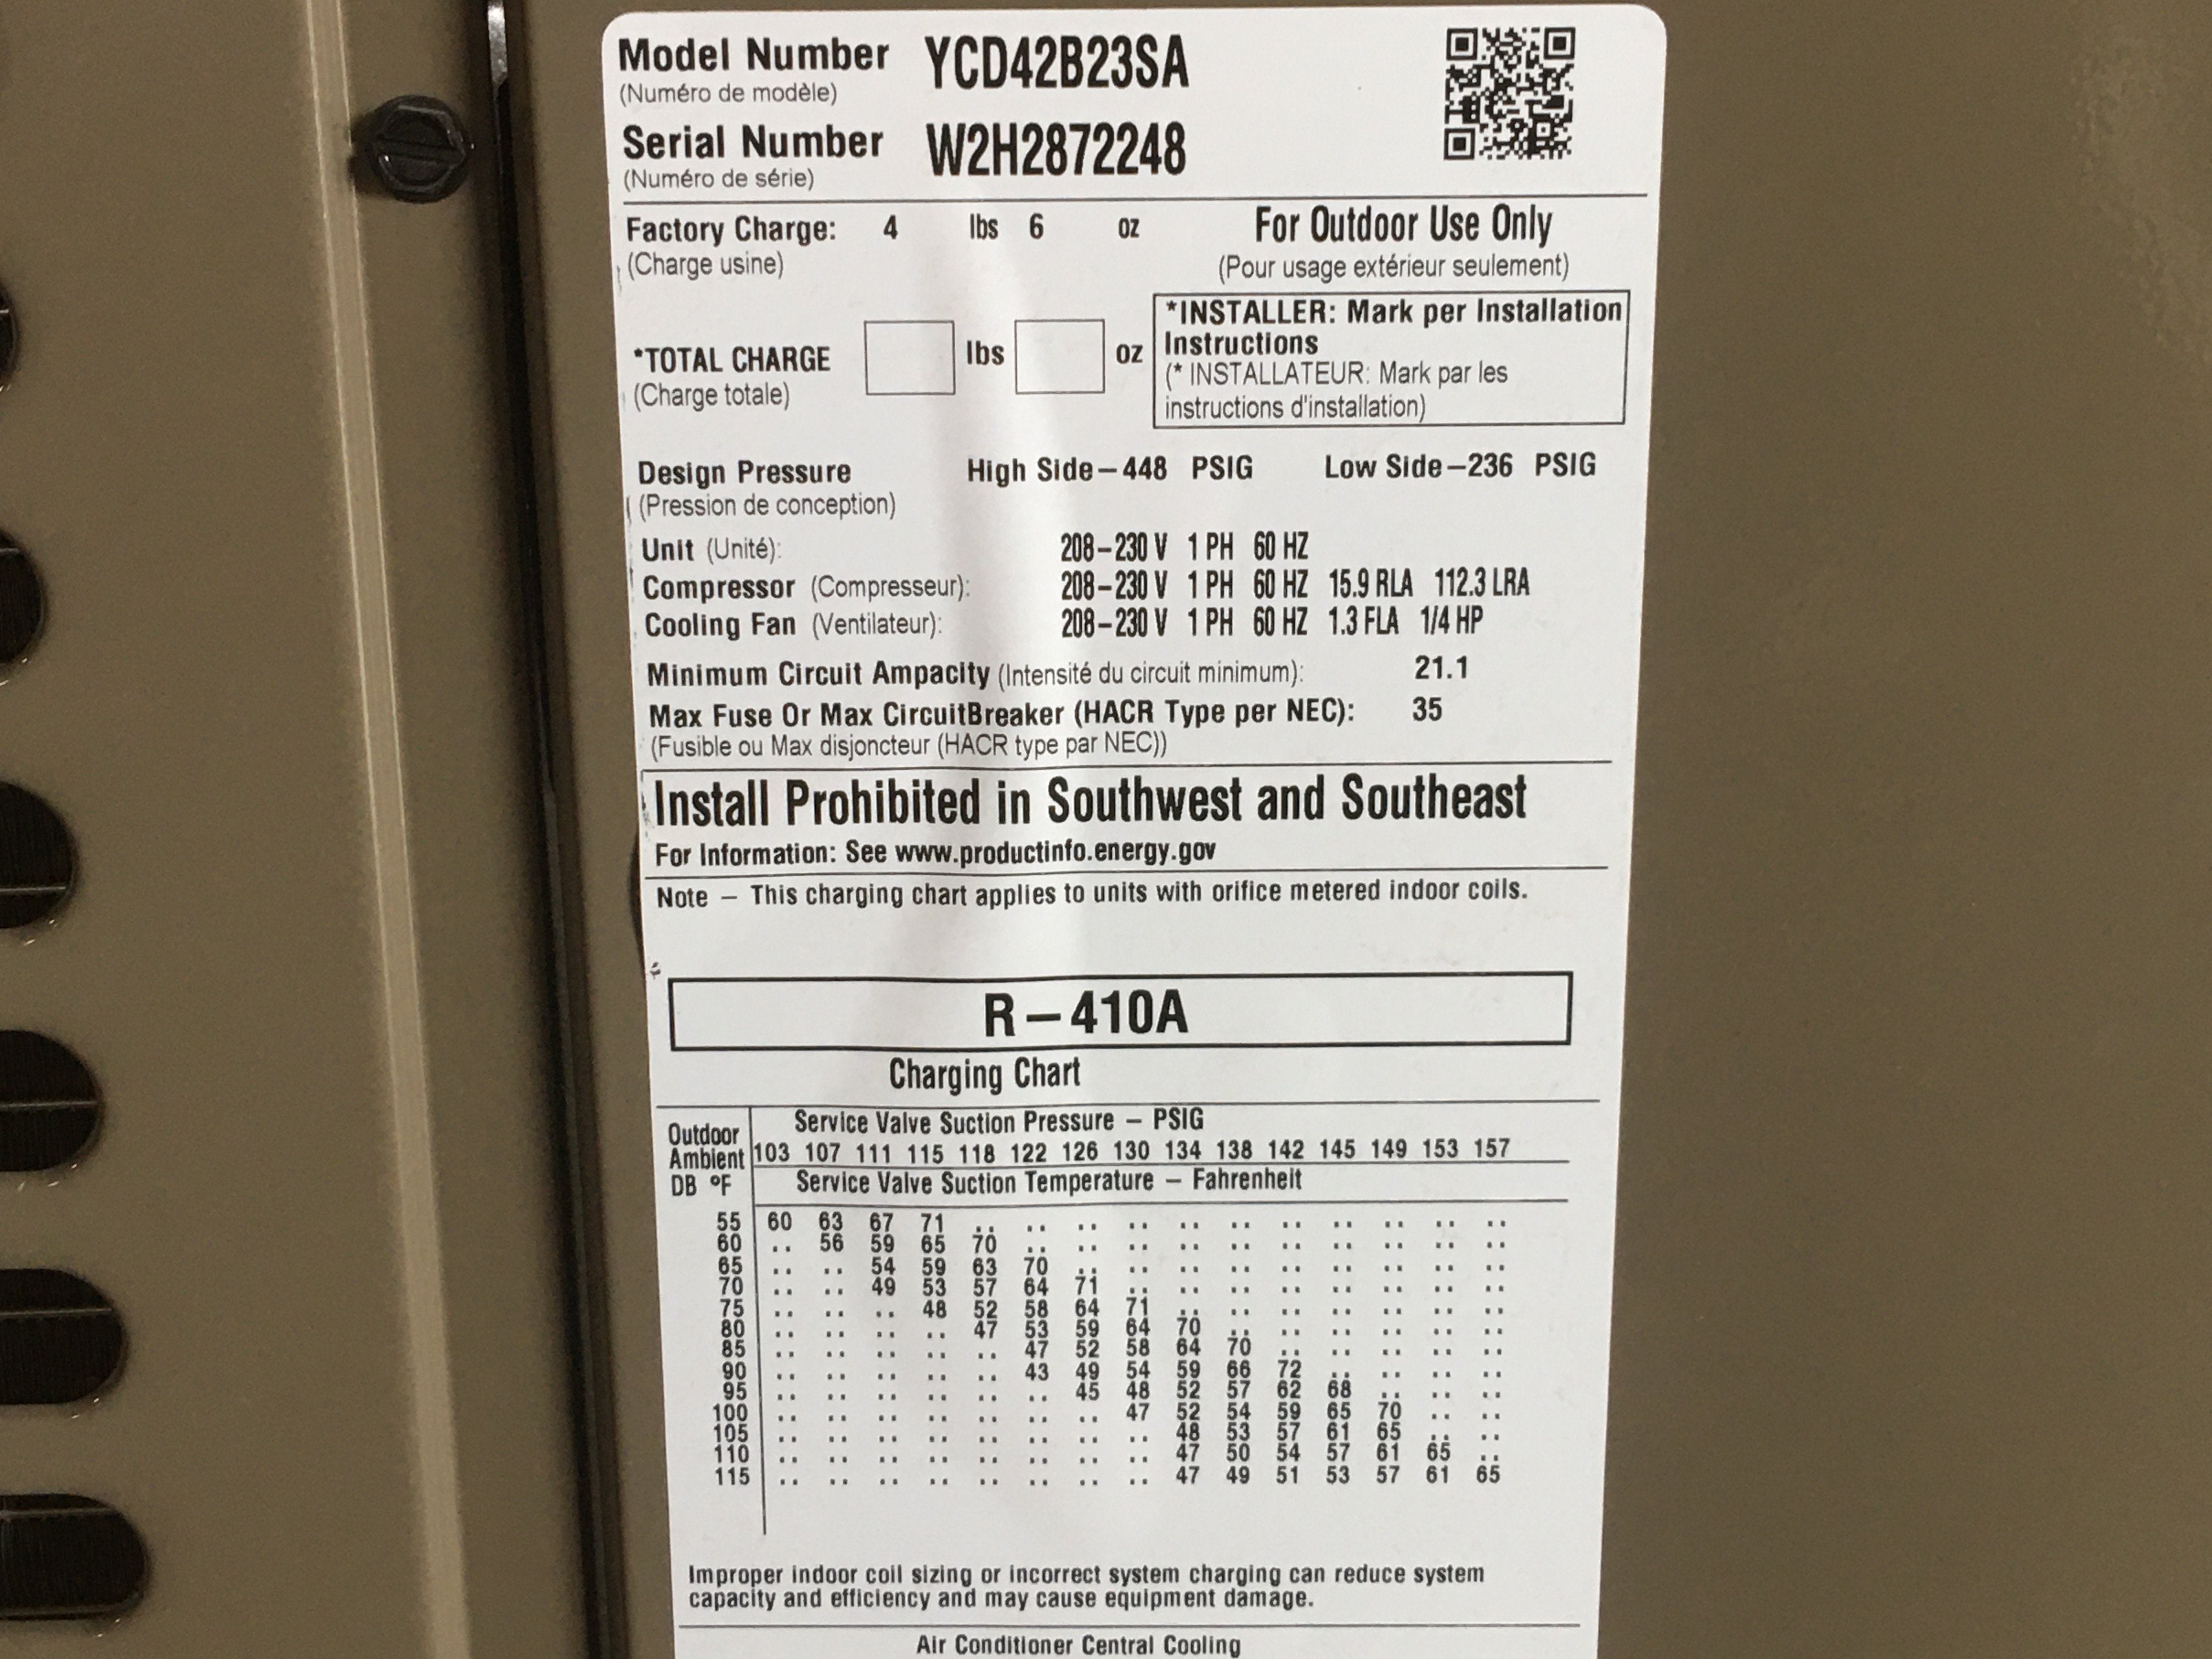 Model Number YCD42B23SA
(Numéro de modèle)
Serial Number W2H2872248
(Numéro de série)
Factory Charge: 4 lbs 6 oz For Outdoor Use Only
(Charge usine) (Pour usage extérieur seulement)
*TOTAL CHARGE lbs oz
(Charge totale)
*INSTALLER: Mark per Installation
Instructions
(* INSTALLATEUR: Mark par les
instructions d'installation)
Design Pressure High Side–448 PSIG Low Side–236 PSIG
(Pression de conception)
Unit (Unité): 208–230 V 1 PH 60 HZ
Compressor (Compresseur): 208–230 V 1 PH 60 HZ 15.9 RLA 112.3 LRA
Cooling Fan (Ventilateur): 208–230 V 1 PH 60 HZ 1.3 FLA 1/4 HP
Minimum Circuit Ampacity (Intensité du circuit minimum): 21.1
Max Fuse Or Max CircuitBreaker (HACR Type per NEC): 35
(Fusible ou Max disjoncteur (HACR type par NEC))
Install Prohibited in Southwest and Southeast
For Information: See www.productinfo.energy.gov
Note – This charging chart applies to units with orifice metered indoor coils.
R–410A
Charging Chart
Outdoor
Ambient
DB °F
Service Valve Suction Pressure – PSIG
103 107 111 115 118 122 126 130 134 138 142 145 149 153 157
Service Valve Suction Temperature – Fahrenheit
55 60 63 67 71 .. .. .. .. .. .. .. .. .. .. ..
60 .. 56 59 65 70 .. .. .. .. .. .. .. .. .. ..
65 .. .. 54 59 63 70 .. .. .. .. .. .. .. .. ..
70 .. .. 49 53 57 64 71 .. .. .. .. .. .. .. ..
75 .. .. .. 48 52 58 64 71 .. .. .. .. .. .. ..
80 .. .. .. .. 47 53 59 64 70 .. .. .. .. .. ..
85 .. .. .. .. .. 47 52 58 64 70 .. .. .. .. ..
90 .. .. .. .. .. 43 49 54 59 66 72 .. .. .. ..
95 .. .. .. .. .. .. 45 48 52 57 62 68 .. .. ..
100 .. .. .. .. .. .. .. 47 52 54 59 65 70 .. ..
105 .. .. .. .. .. .. .. .. 48 53 57 61 65 .. ..
110 .. .. .. .. .. .. .. .. 47 50 54 57 61 65 ..
115 .. .. .. .. .. .. .. .. 47 49 51 53 57 61 65
Improper indoor coil sizing or incorrect system charging can reduce system
capacity and efficiency and may cause equipment damage.
Air Conditioner Central Cooling